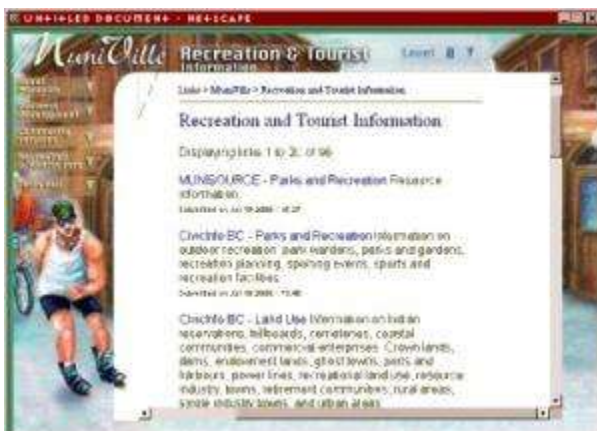 UNTITLED DOCUMENT - NETSCAPE
MuniVille
Recreation & Tourist
Information
Level
Links > MuniVille > Recreation and Tourist Information
Recreation and Tourist Information
Displaying links 1 to 20 of 96
MUNISOURCE - Parks and Recreation Resource
information.
CivicInfo BC - Parks and Recreation Information on
outdoor recreation, park wardens, parks and gardens,
recreation planning, sporting events, sports and
recreation facilities.
CivicInfo BC - Land Use Information on Indian
reservations, billboards, cemeteries, coastal
communities, commercial enterprises, Crown lands,
dams, endowment lands, ghost towns, ports and
harbours, power lines, recreational land use, resource
industry, towns, retirement communities, rural areas,
single industry towns, and urban areas